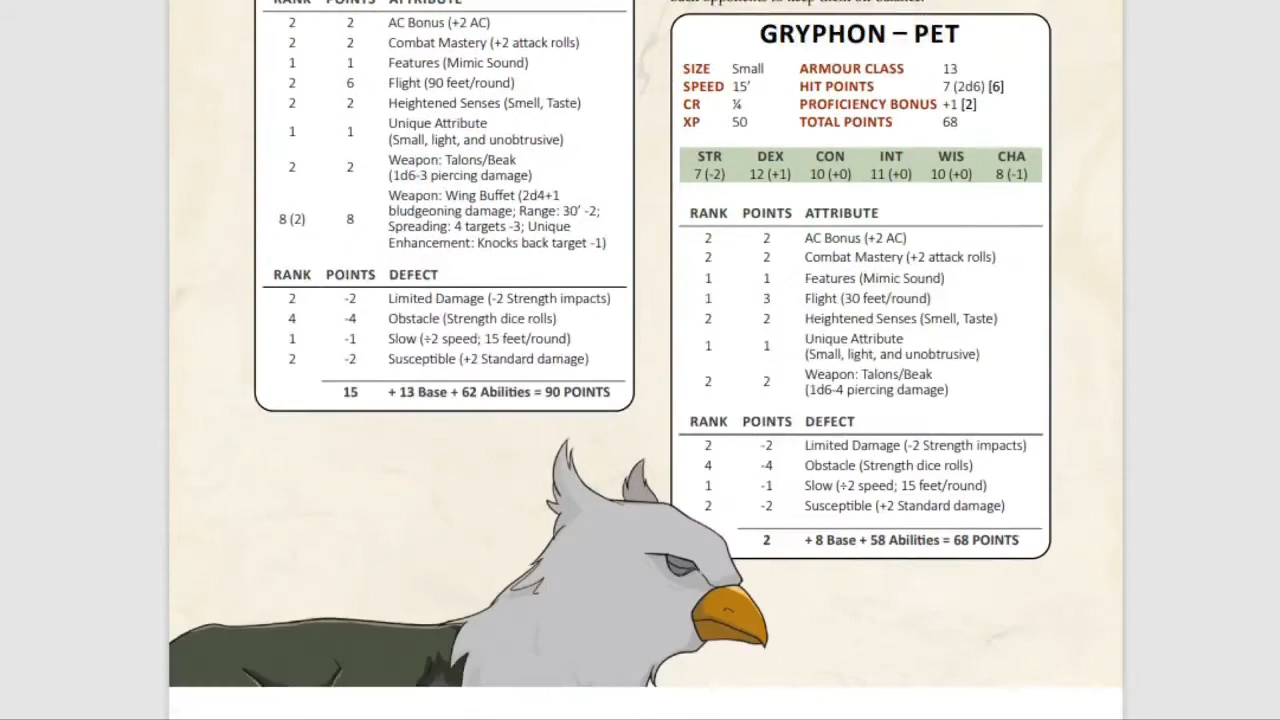 RANK POINTS ATTRIBUTE
2 2 AC Bonus (+2 AC)
2 2 Combat Mastery (+2 attack rolls)
1 1 Features (Mimic Sound)
2 6 Flight (90 feet/round)
2 2 Heightened Senses (Smell, Taste)
1 1 Unique Attribute
(Small, light, and unobtrusive)
2 2 Weapon: Talons/Beak
(1d6-3 piercing damage)
8 (2) 8 Weapon: Wing Buffet (2d4+1
bludgeoning damage; Range: 30' -2;
Spreading: 4 targets -3; Unique
Enhancement: Knocks back target -1)
RANK POINTS DEFECT
2 -2 Limited Damage (-2 Strength impacts)
4 -4 Obstacle (Strength dice rolls)
1 -1 Slow (÷2 speed; 15 feet/round)
2 -2 Susceptible (+2 Standard damage)
15 + 13 Base + 62 Abilities = 90 POINTS
opponents to keep them off balance.
GRYPHON – PET
SIZE Small ARMOUR CLASS 13
SPEED 15' HIT POINTS 7 (2d6) [6]
CR ¼ PROFICIENCY BONUS +1 [2]
XP 50 TOTAL POINTS 68
STR DEX CON INT WIS CHA
7 (-2) 12 (+1) 10 (+0) 11 (+0) 10 (+0) 8 (-1)
RANK POINTS ATTRIBUTE
2 2 AC Bonus (+2 AC)
2 2 Combat Mastery (+2 attack rolls)
1 1 Features (Mimic Sound)
1 3 Flight (30 feet/round)
2 2 Heightened Senses (Smell, Taste)
1 1 Unique Attribute
(Small, light, and unobtrusive)
2 2 Weapon: Talons/Beak
(1d6-4 piercing damage)
RANK POINTS DEFECT
2 -2 Limited Damage (-2 Strength impacts)
4 -4 Obstacle (Strength dice rolls)
1 -1 Slow (÷2 speed; 15 feet/round)
2 -2 Susceptible (+2 Standard damage)
2 + 8 Base + 58 Abilities = 68 POINTS